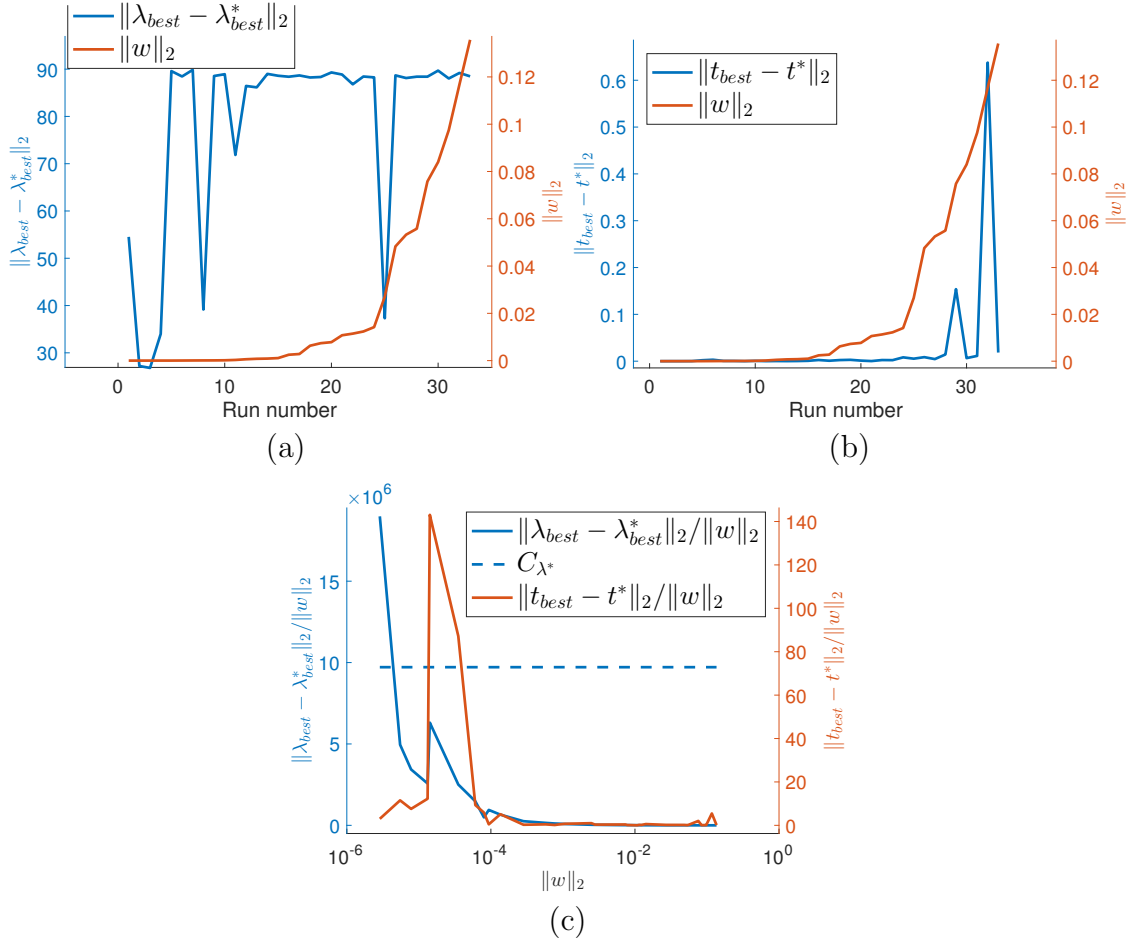 ‖λ_best − λ*_best‖₂
‖w‖₂
‖λ_best − λ*_best‖₂
90
80
70
60
50
40
30
0.12
0.1
0.08
0.06
0.04
0.02
0
‖w‖₂
0 10 20 30
Run number
(a)
‖t_best − t*‖₂
‖w‖₂
‖t_best − t*‖₂
0.6
0.5
0.4
0.3
0.2
0.1
0
0.12
0.1
0.08
0.06
0.04
0.02
0
‖w‖₂
0 10 20 30
Run number
(b)
×10⁶
‖λ_best − λ*_best‖₂/‖w‖₂
C_λ*
‖t_best − t*‖₂/‖w‖₂
‖λ_best − λ*_best‖₂/‖w‖₂
15
10
5
0
140
120
100
80
60
40
20
0
‖t_best − t*‖₂/‖w‖₂
10⁻⁶ 10⁻⁴ 10⁻² 10⁰
‖w‖₂
(c)